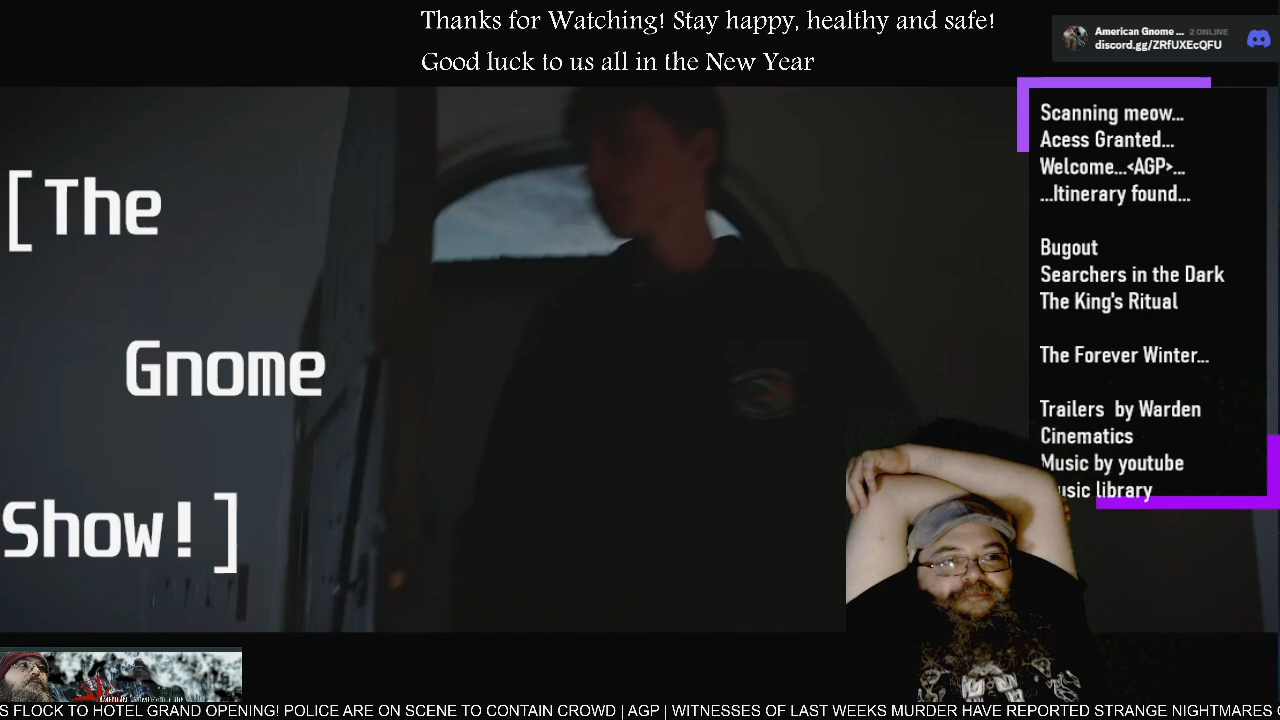 Thanks for Watching! Stay happy, healthy and safe!
Good luck to us all in the New Year
American Gnome ... 2 ONLINE
discord.gg/ZRfUXEcQFU
[The
Gnome
Show!]
Scanning meow...
Acess Granted...
Welcome...<AGP>...
...Itinerary found...
Bugout
Searchers in the Dark
The King's Ritual
The Forever Winter...
Trailers by Warden
Cinematics
Music by youtube
library
S FLOCK TO HOTEL GRAND OPENING! POLICE ARE ON SCENE TO CONTAIN CROWD | AGP | WITNESSES OF LAST WEEKS MURDER HAVE REPORTED STRANGE NIGHTMARES